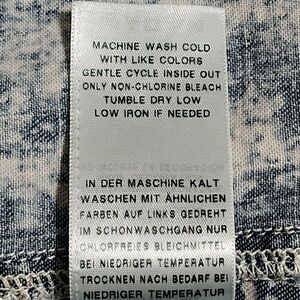 MACHINE WASH COLD
WITH LIKE COLORS
GENTLE CYCLE INSIDE OUT
ONLY NON-CHLORINE BLEACH
TUMBLE DRY LOW
LOW IRON IF NEEDED
IN DER MASCHINE KALT
WASCHEN MIT ÄHNLICHEN
FARBEN AUF LINKS GEDREHT
IM SCHONWASCHGANG NUR
CHLORFREIES BLEICHMITTEL
BEI NIEDRIGER TEMPERATUR
TROCKNEN NACH BEDARF BEI
NIEDRIGER TEMPERATUR